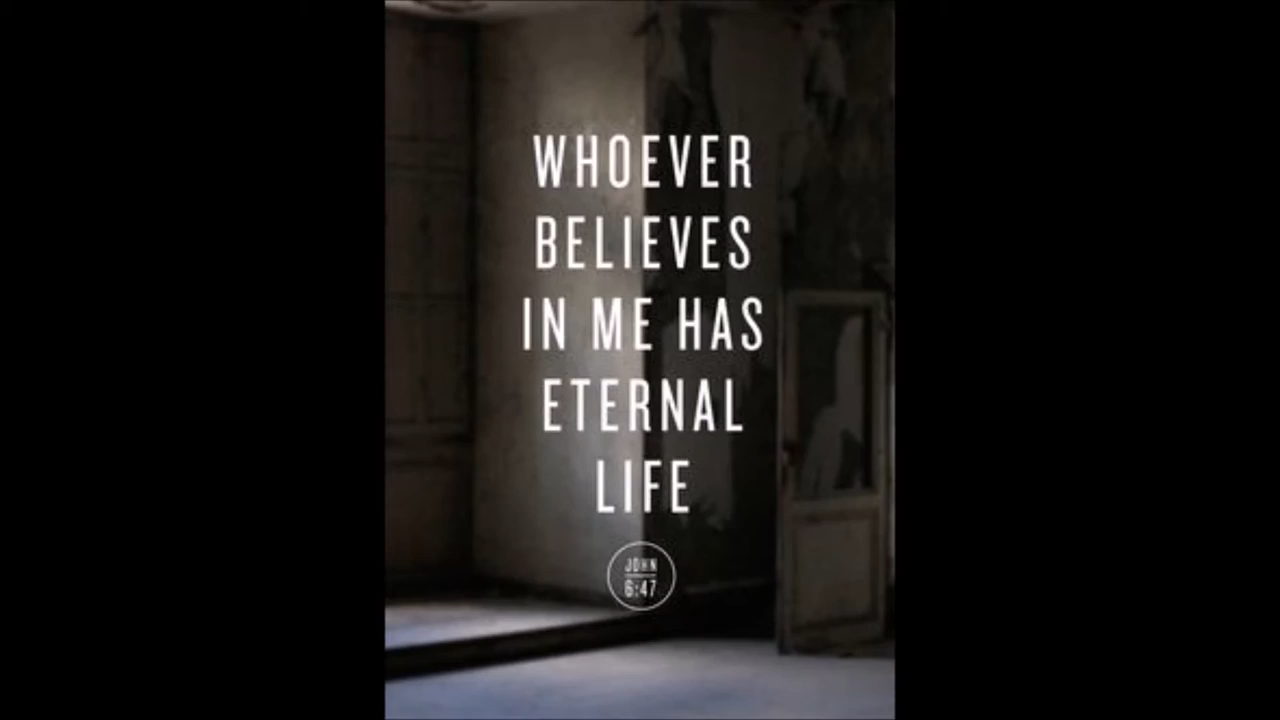 WHOEVER
BELIEVES
IN ME HAS
ETERNAL
LIFE
JOHN
6:47